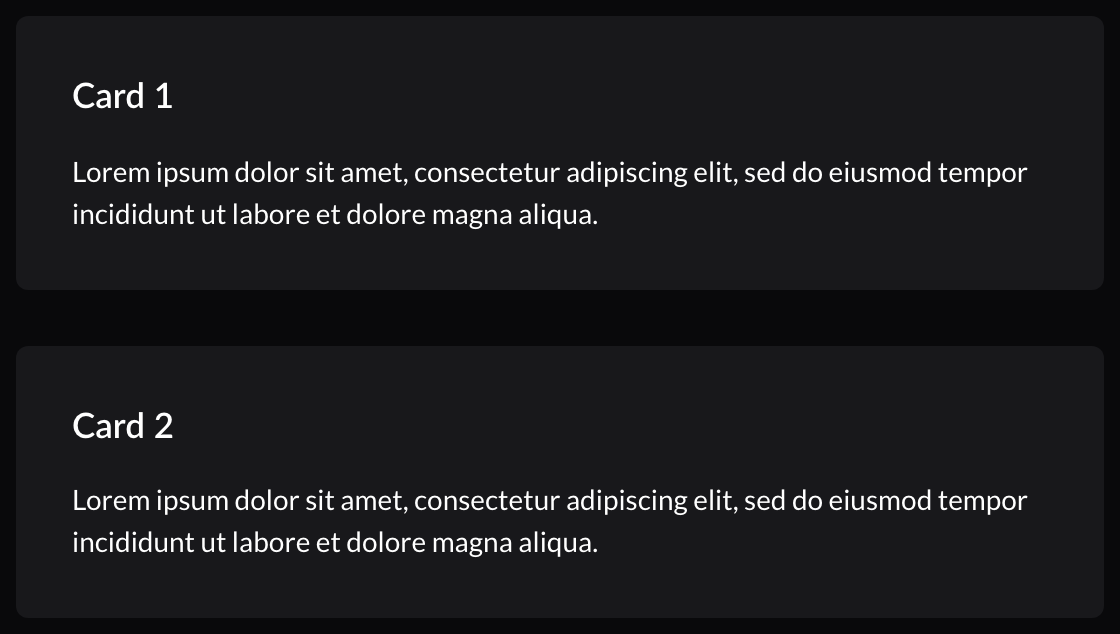 Card 1
Lorem ipsum dolor sit amet, consectetur adipiscing elit, sed do eiusmod tempor
incididunt ut labore et dolore magna aliqua.
Card 2
Lorem ipsum dolor sit amet, consectetur adipiscing elit, sed do eiusmod tempor
incididunt ut labore et dolore magna aliqua.